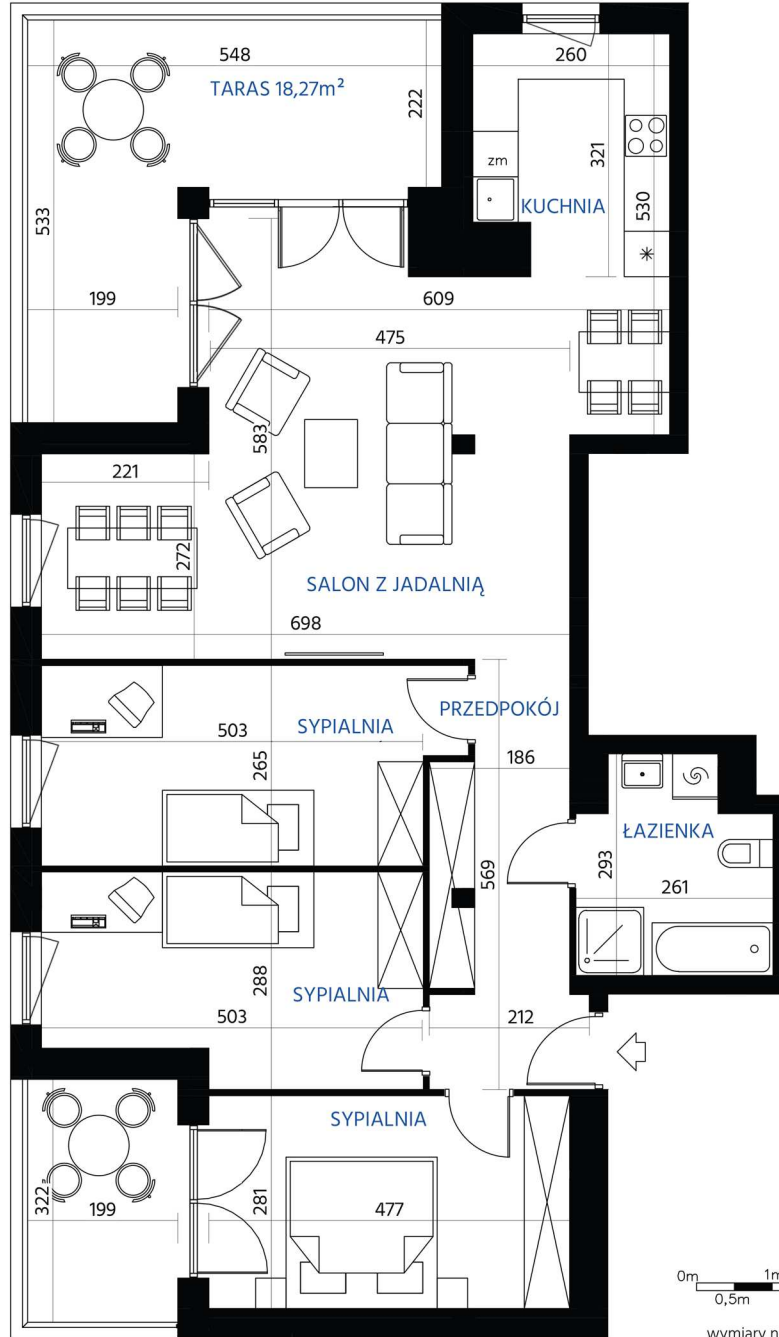 548
260
TARAS 18,27m²
222
321
zm
530
KUCHNIA
533
199
609
475
583
221
272
SALON Z JADALNIĄ
698
PRZEDPOKÓJ
SYPIALNIA
503
265
186
ŁAZIENKA
569
293
261
288
SYPIALNIA
503
212
SYPIALNIA
322
199
281
477
0m
1m
0,5m
wymiary